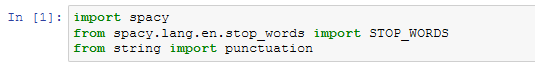 In [1]: import spacy
from spacy.lang.en.stop_words import STOP_WORDS
from string import punctuation